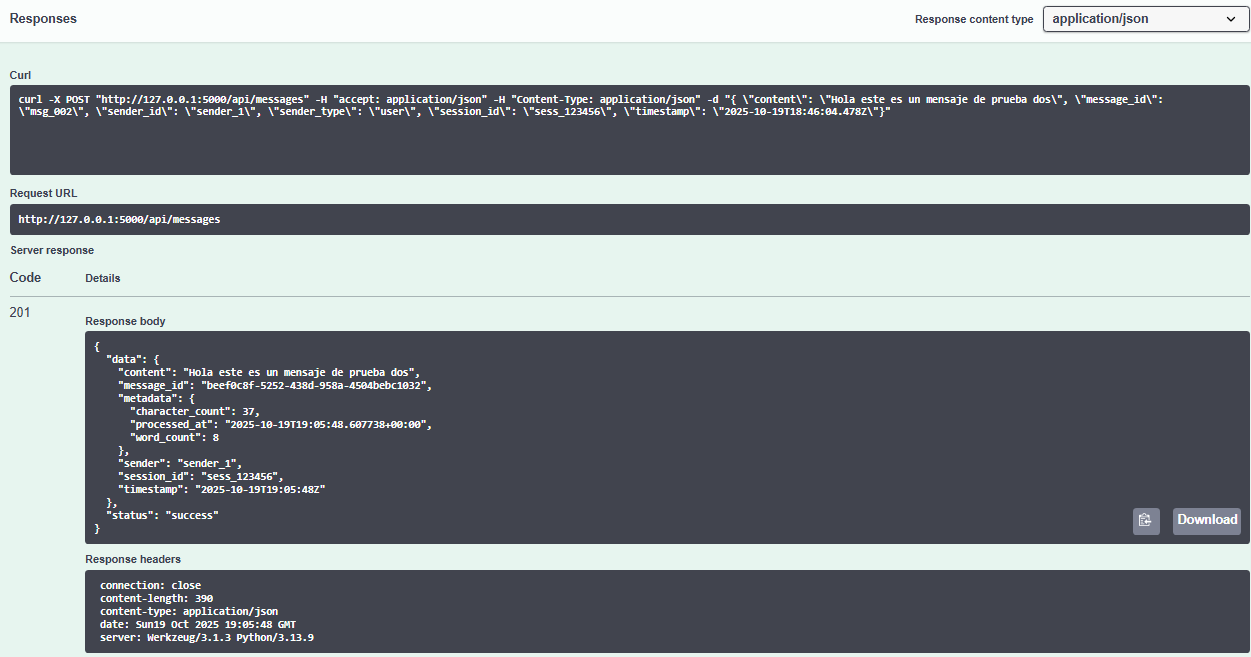 Responses
Response content type
application/json
Curl
curl -X POST "http://127.0.0.1:5000/api/messages" -H "accept: application/json" -H "Content-Type: application/json" -d "{ \"content\": \"Hola este es un mensaje de prueba dos\", \"message_id\":
\"msg_002\", \"sender_id\": \"sender_1\", \"sender_type\": \"user\", \"session_id\": \"sess_123456\", \"timestamp\": \"2025-10-19T18:46:04.478Z\"}"
Request URL
http://127.0.0.1:5000/api/messages
Server response
Code
Details
201
Response body
{
  "data": {
    "content": "Hola este es un mensaje de prueba dos",
    "message_id": "beef0c8f-5252-438d-958a-4504bebc1032",
    "metadata": {
      "character_count": 37,
      "processed_at": "2025-10-19T19:05:48.607738+00:00",
      "word_count": 8
    },
    "sender": "sender_1",
    "session_id": "sess_123456",
    "timestamp": "2025-10-19T19:05:48Z"
  },
  "status": "success"
}
Download
Response headers
connection: close
content-length: 390
content-type: application/json
date: Sun19 Oct 2025 19:05:48 GMT
server: Werkzeug/3.1.3 Python/3.13.9